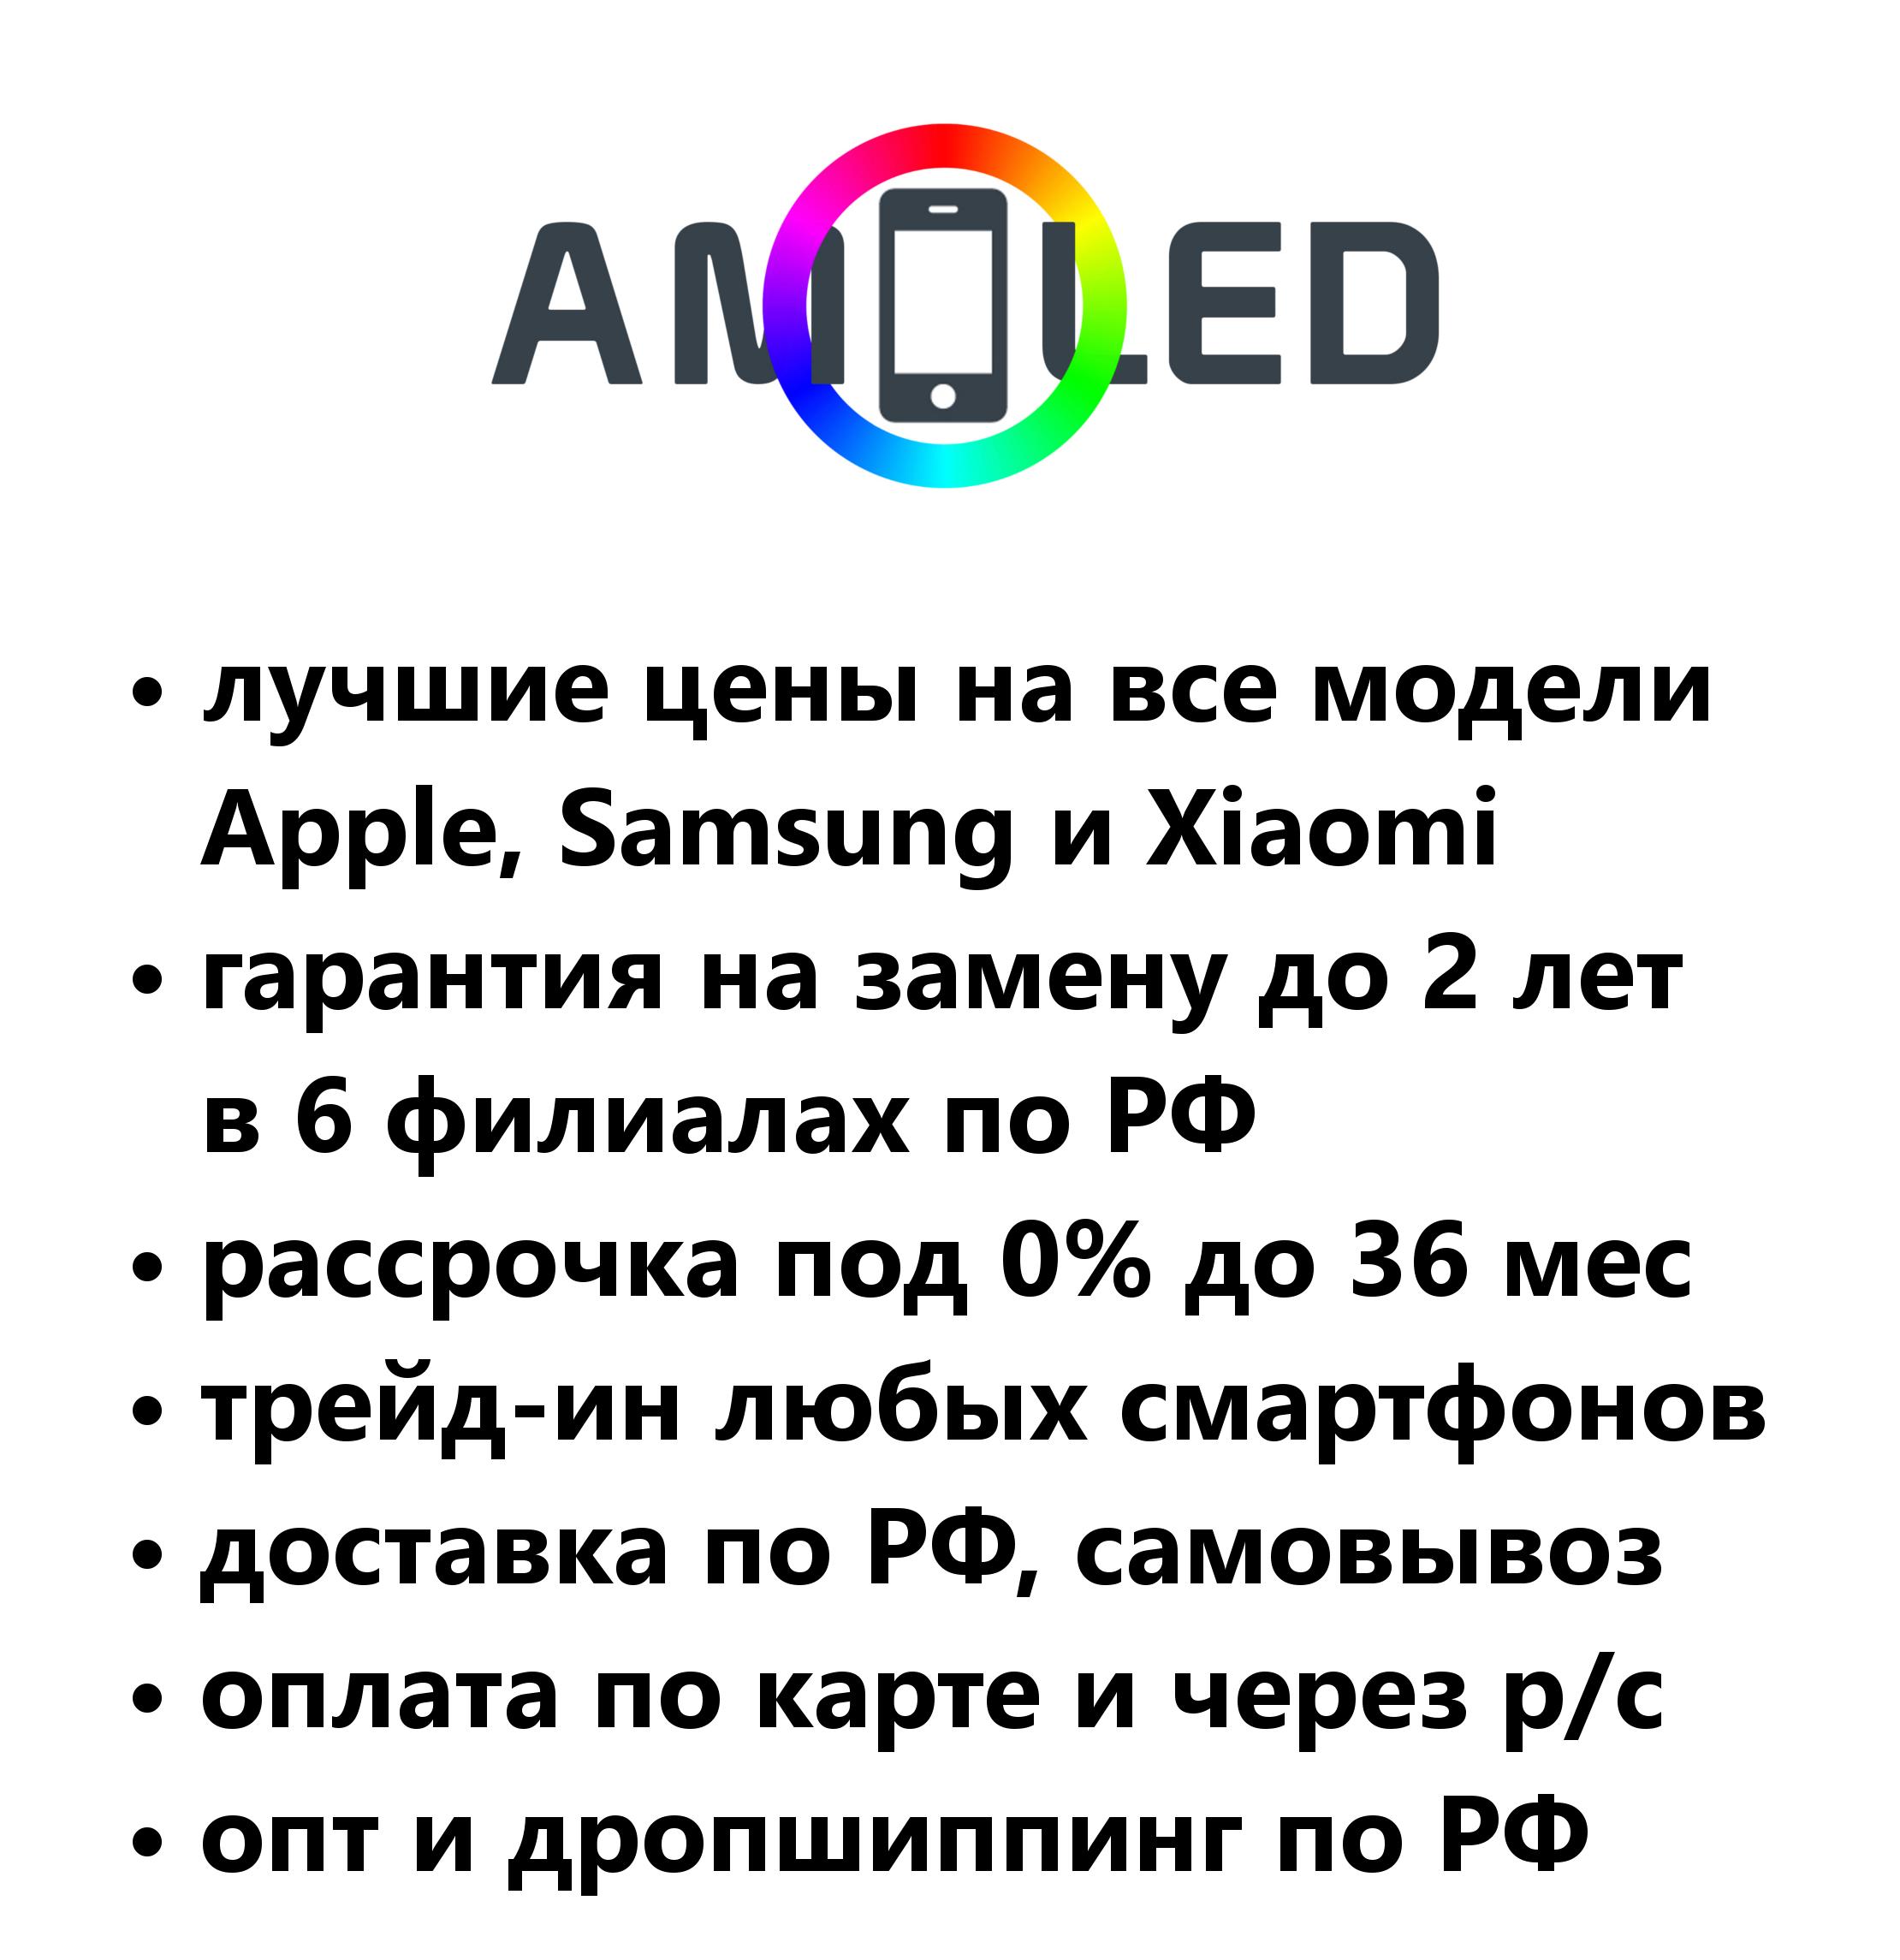 AMOLED
• лучшие цены на все модели
Apple, Samsung и Xiaomi
• гарантия на замену до 2 лет
в 6 филиалах по РФ
• рассрочка под 0% до 36 мес
• трейд-ин любых смартфонов
• доставка по РФ, самовывоз
• оплата по карте и через р/с
• опт и дропшиппинг по РФ